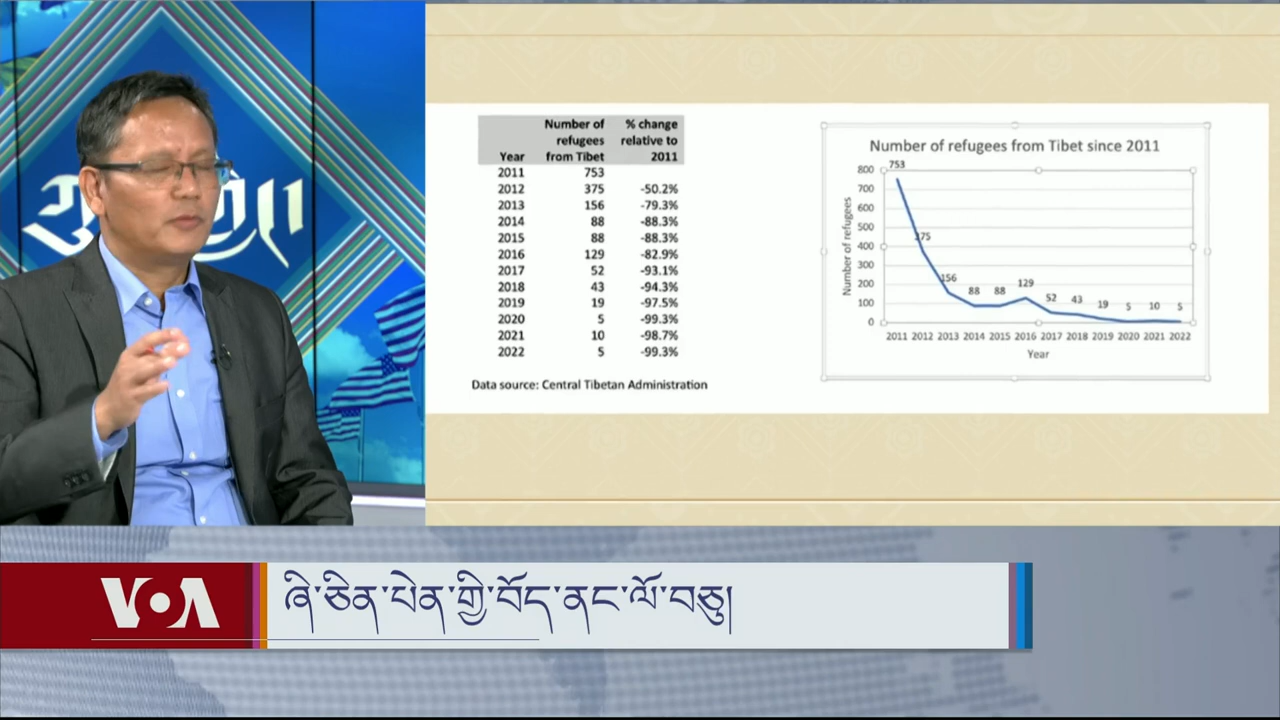 Number of % change
refugees relative to
Year from Tibet 2011
2011 753
2012 375 -50.2%
2013 156 -79.3%
2014 88 -88.3%
2015 88 -88.3%
2016 129 -82.9%
2017 52 -93.1%
2018 43 -94.3%
2019 19 -97.5%
2020 5 -99.3%
2021 10 -98.7%
2022 5 -99.3%
Data source: Central Tibetan Administration
Number of refugees from Tibet since 2011
Number of refugees
800
700
600
500
400
300
200
100
0
753
375
156
88
88
129
52
43
19
5
10
5
2011 2012 2013 2014 2015 2016 2017 2018 2019 2020 2021 2022
Year
VOA
ཞི་ཅིན་པེན་གྱི་བོད་ནང་ལོ་བཅུ།